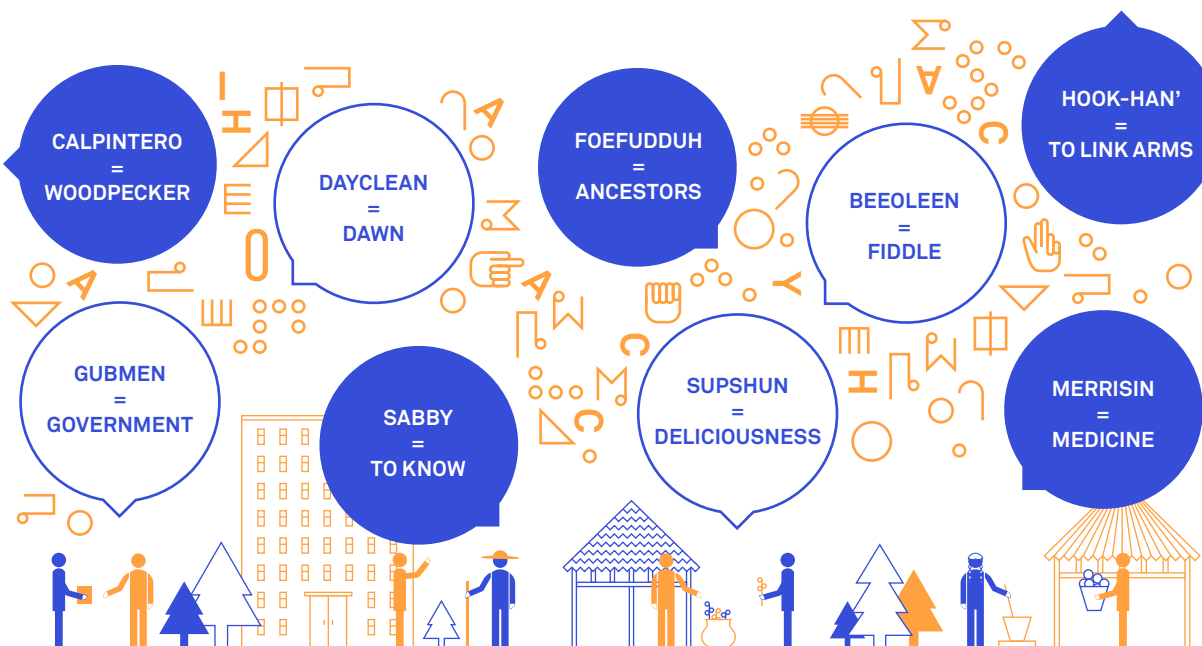 CALPINTERO
=
WOODPECKER
DAYCLEAN
=
DAWN
FOEFUDDUH
=
ANCESTORS
BEEOLEEN
=
FIDDLE
HOOK-HAN’
=
TO LINK ARMS
GUBMEN
=
GOVERNMENT
SABBY
=
TO KNOW
SUPSHUN
=
DELICIOUSNESS
MERRISIN
=
MEDICINE